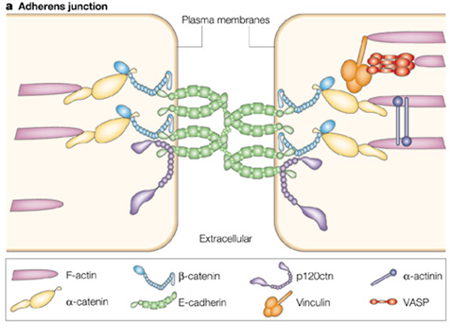 a Adherens junction
Plasma membranes
Extracellular
F-actin
β-catenin
p120ctn
α-actinin
α-catenin
E-cadherin
Vinculin
VASP